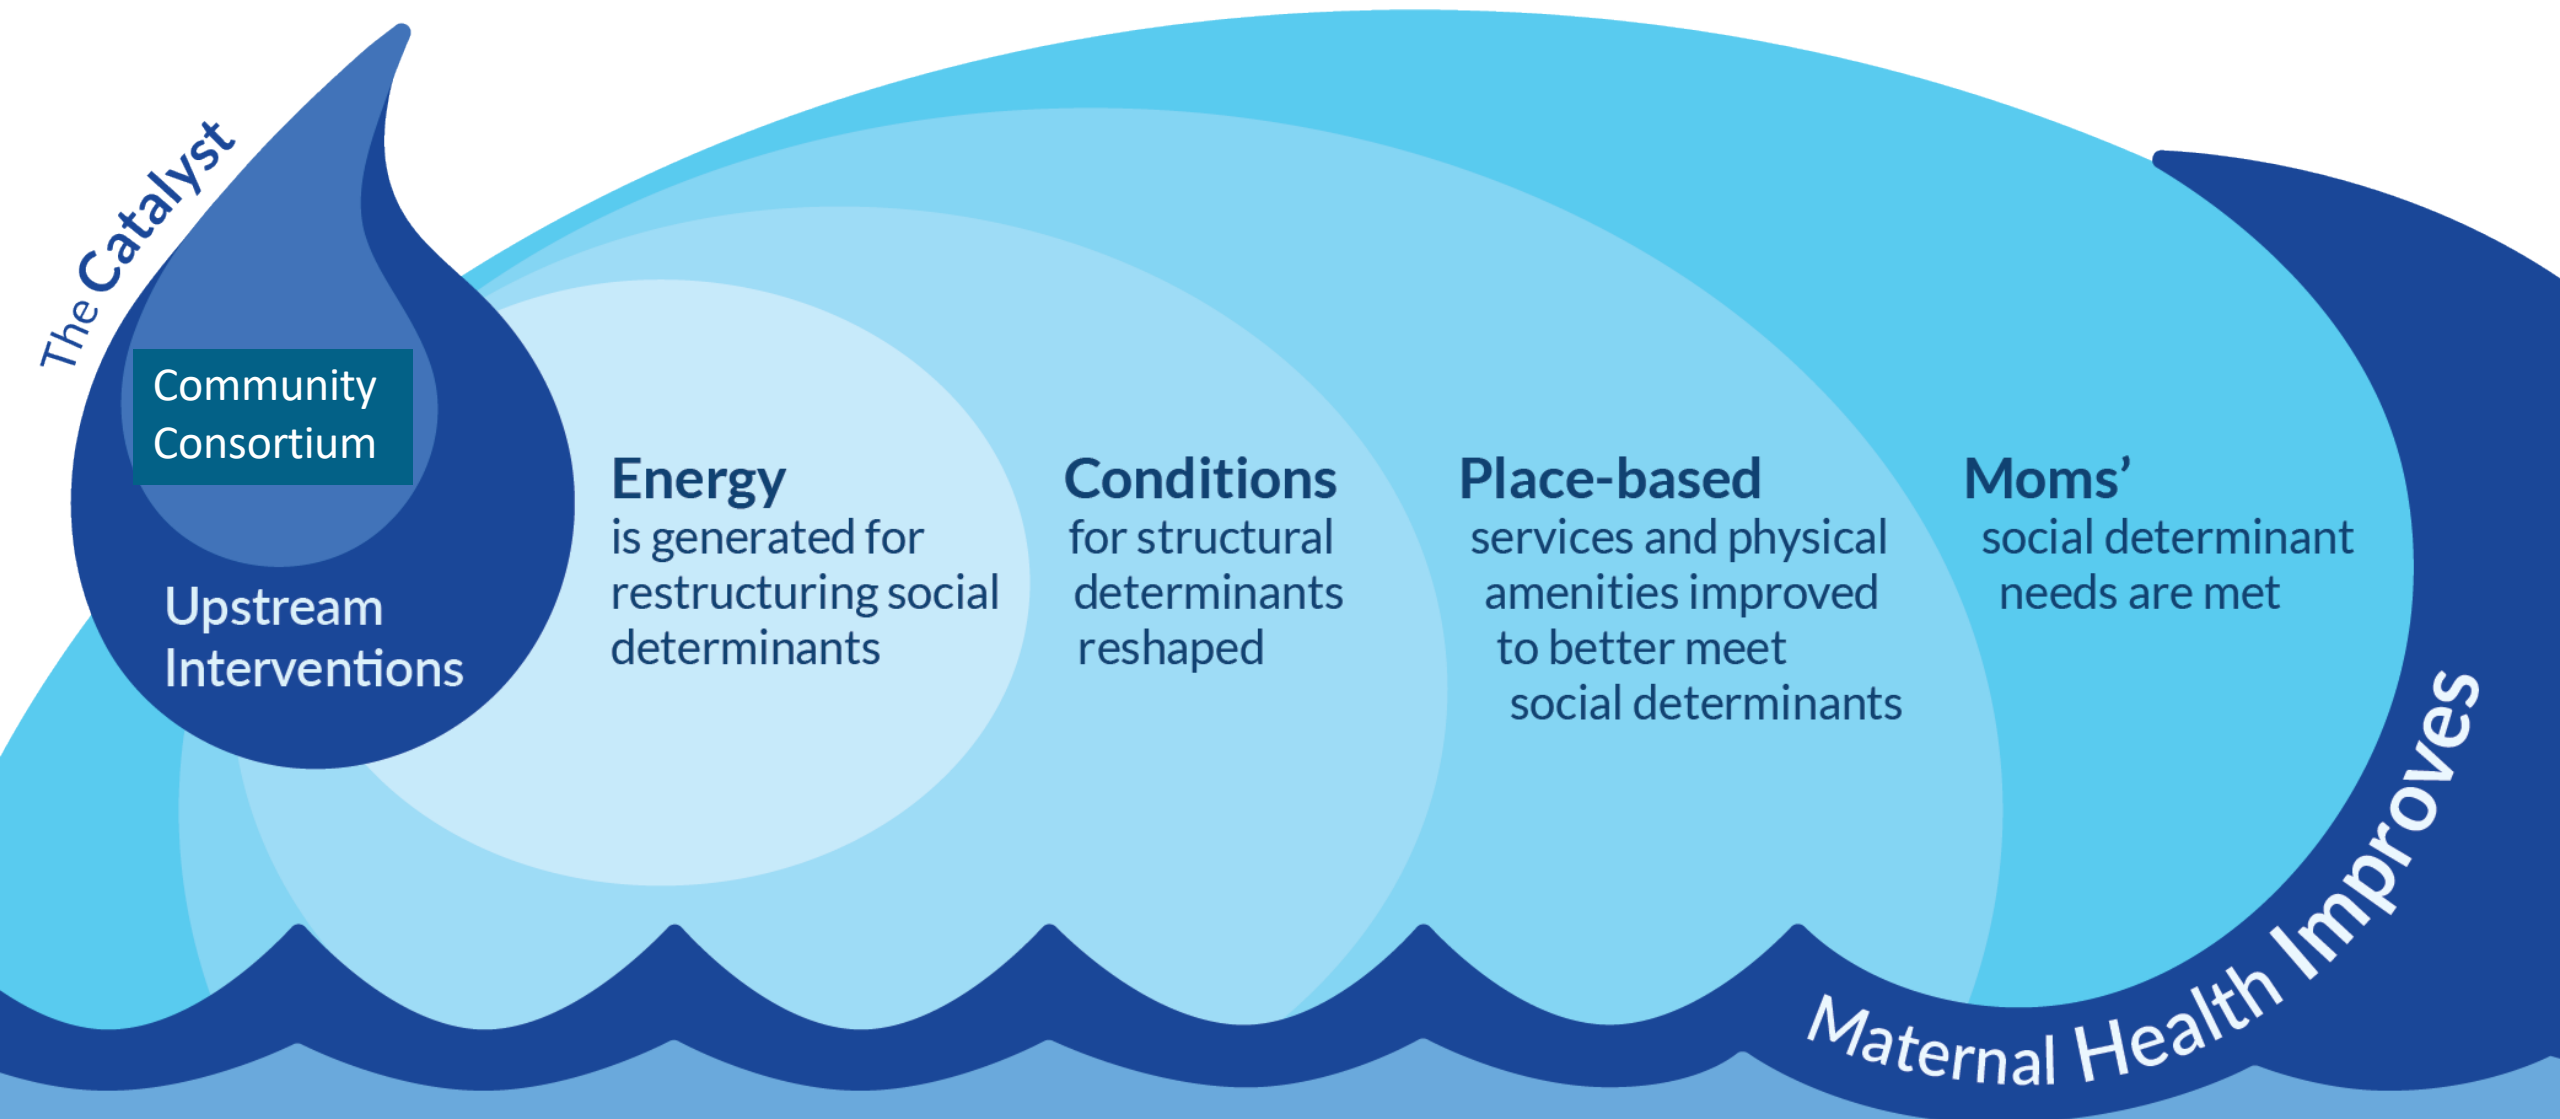 The Catalyst
Community
Consortium
Upstream
Interventions
Energy
is generated for
restructuring social
determinants
Conditions
for structural
determinants
reshaped
Place-based
services and physical
amenities improved
to better meet
social determinants
Moms’
social determinant
needs are met
Maternal Health Improves